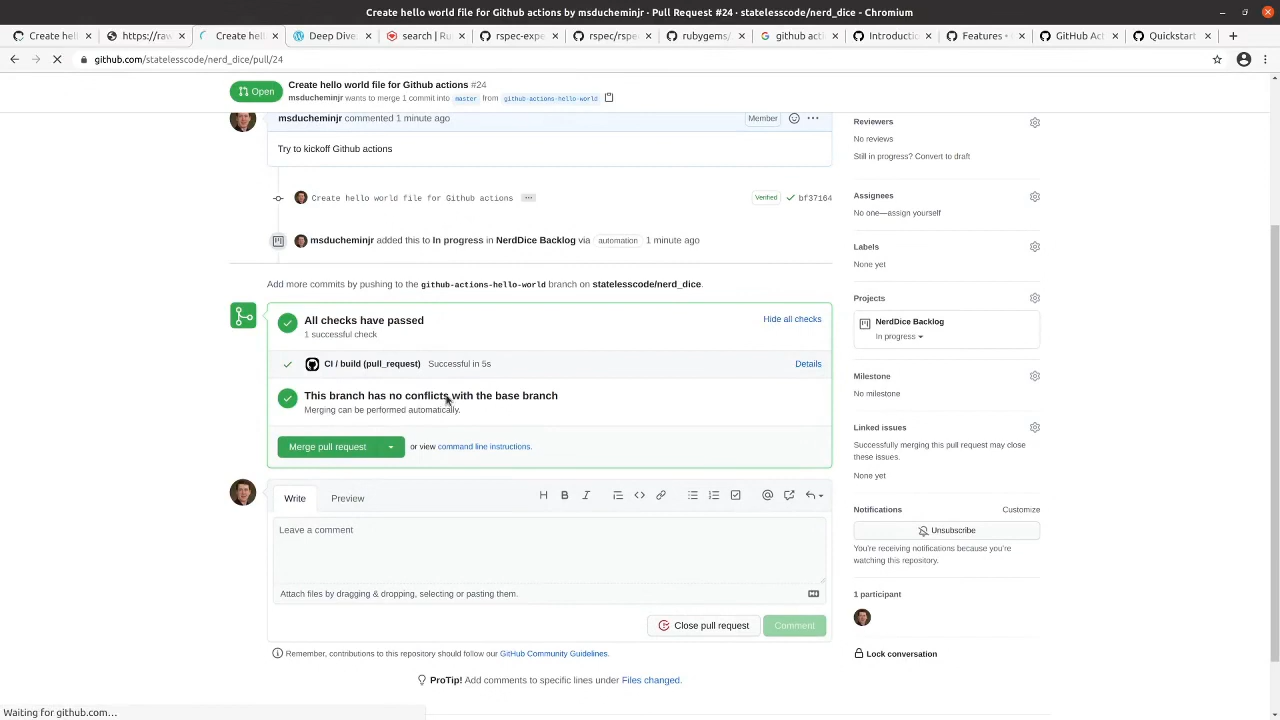 Create hello world file for Github actions by msducheminjr · Pull Request #24 · statelesscode/nerd_dice - Chromium
Create hell
https://raw
Create hello
Deep Dive:
search | Ru
rspec-expe
rspec/rspec
rubygems/
github acti
Introductio
Features ·
GitHub Act
Quickstart
github.com/statelesscode/nerd_dice/pull/24
Open
Create hello world file for Github actions #24
msducheminjr wants to merge 1 commit into master from github-actions-hello-world
msducheminjr commented 1 minute ago
Member
Try to kickoff Github actions
Create hello world file for Github actions
Verified
bf37164
msducheminjr added this to In progress in NerdDice Backlog via automation 1 minute ago
Add more commits by pushing to the github-actions-hello-world branch on statelesscode/nerd_dice.
All checks have passed
1 successful check
Hide all checks
CI / build (pull_request) Successful in 5s
Details
This branch has no conflicts with the base branch
Merging can be performed automatically.
Merge pull request
or view command line instructions.
Write
Preview
Leave a comment
Attach files by dragging & dropping, selecting or pasting them.
Close pull request
Comment
Remember, contributions to this repository should follow our GitHub Community Guidelines.
ProTip! Add comments to specific lines under Files changed.
Reviewers
No reviews
Still in progress? Convert to draft
Assignees
No one—assign yourself
Labels
None yet
Projects
NerdDice Backlog
In progress
Milestone
No milestone
Linked issues
Successfully merging this pull request may close
these issues.
None yet
Notifications
Customize
Unsubscribe
You're receiving notifications because you're
watching this repository.
1 participant
Lock conversation
Waiting for github.com…